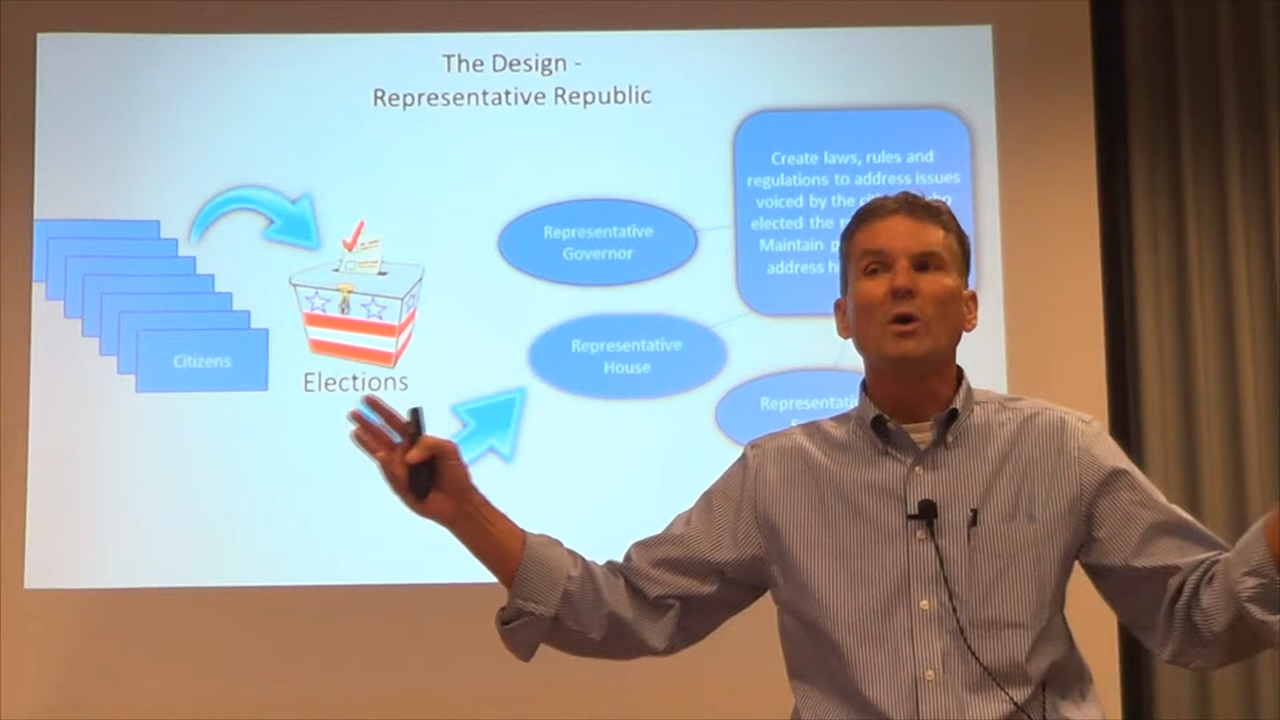 The Design -
Representative Republic
Citizens
Elections
Representative
Governor
Representative
House
Create laws, rules and
regulations to address issues
voiced by the
elected the
Maintain
address